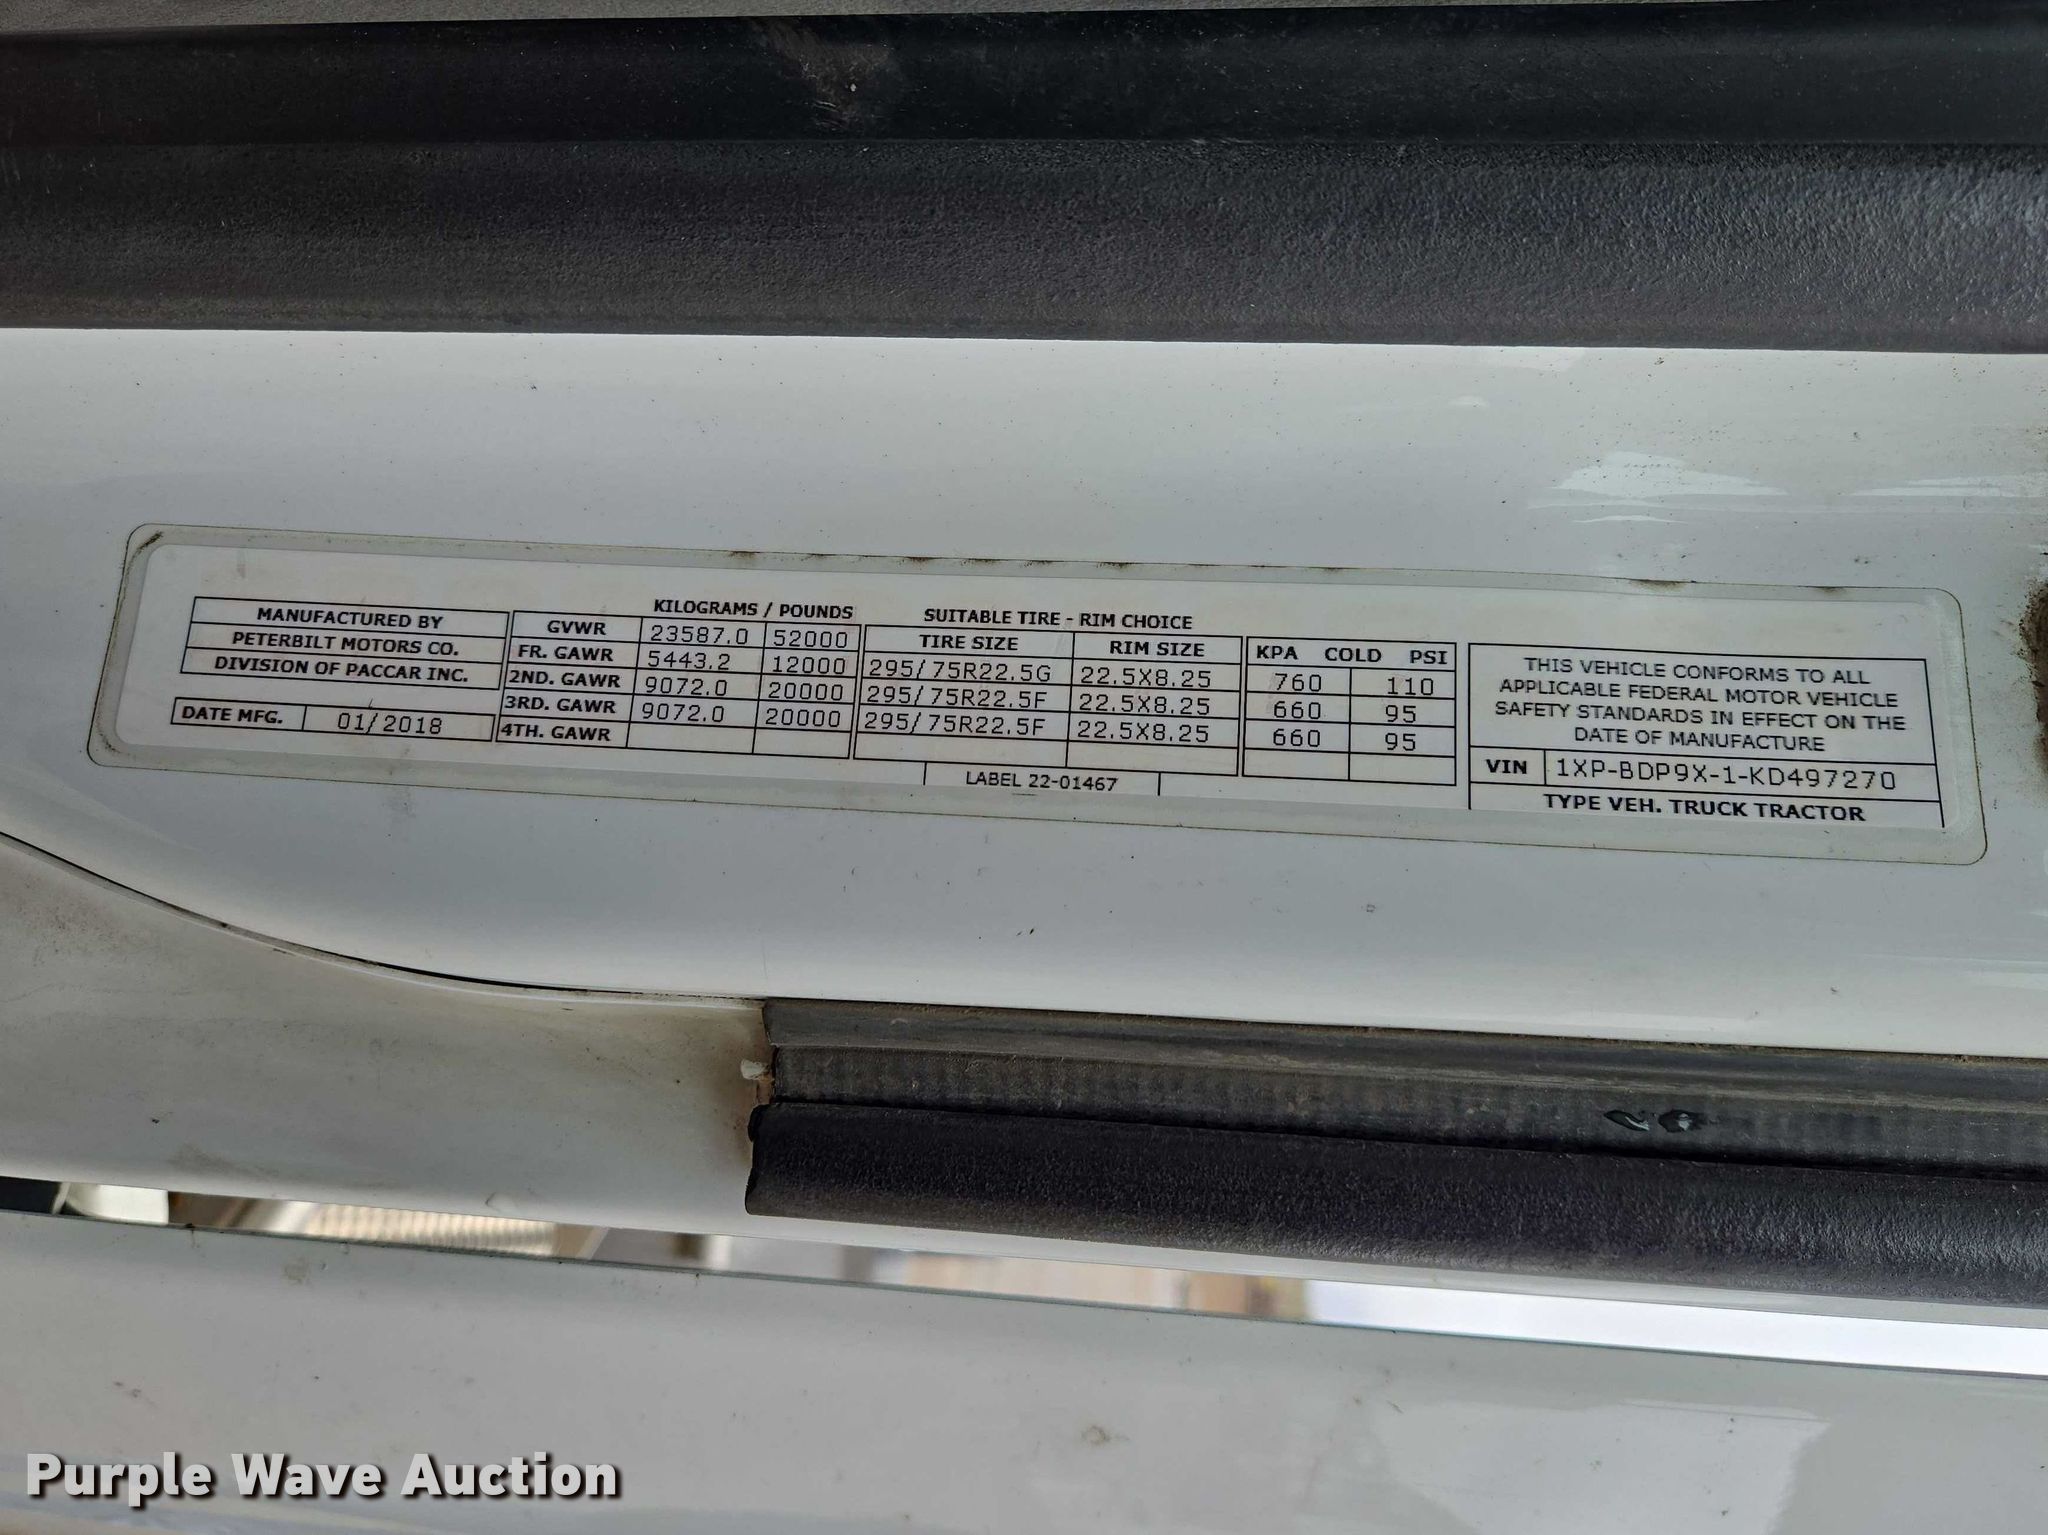 MANUFACTURED BY
PETERBILT MOTORS CO.
DIVISION OF PACCAR INC.
DATE MFG. 01/2018
KILOGRAMS / POUNDS
GVWR 23587.0 52000
FR. GAWR 5443.2 12000
2ND. GAWR 9072.0 20000
3RD. GAWR 9072.0 20000
4TH. GAWR
SUITABLE TIRE - RIM CHOICE
TIRE SIZE RIM SIZE
295/75R22.5G 22.5X8.25
295/75R22.5F 22.5X8.25
295/75R22.5F 22.5X8.25
KPA COLD PSI
760 110
660 95
660 95
LABEL 22-01467
THIS VEHICLE CONFORMS TO ALL
APPLICABLE FEDERAL MOTOR VEHICLE
SAFETY STANDARDS IN EFFECT ON THE
DATE OF MANUFACTURE
VIN 1XP-BDP9X-1-KD497270
TYPE VEH. TRUCK TRACTOR
Purple Wave Auction